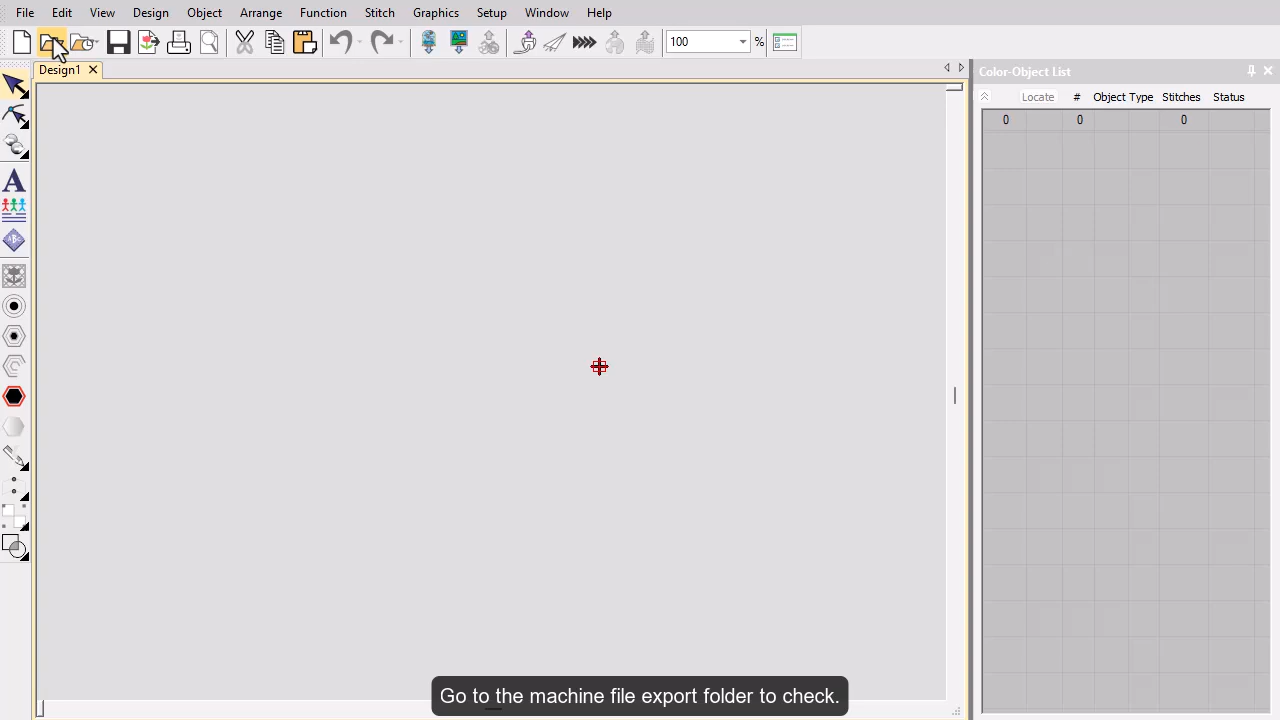 File Edit View Design Object Arrange Function Stitch Graphics Setup Window Help
100 %
Design1
Color-Object List
Locate # Object Type Stitches Status
0 0 0
A
ABC
Go to the machine file export folder to check.